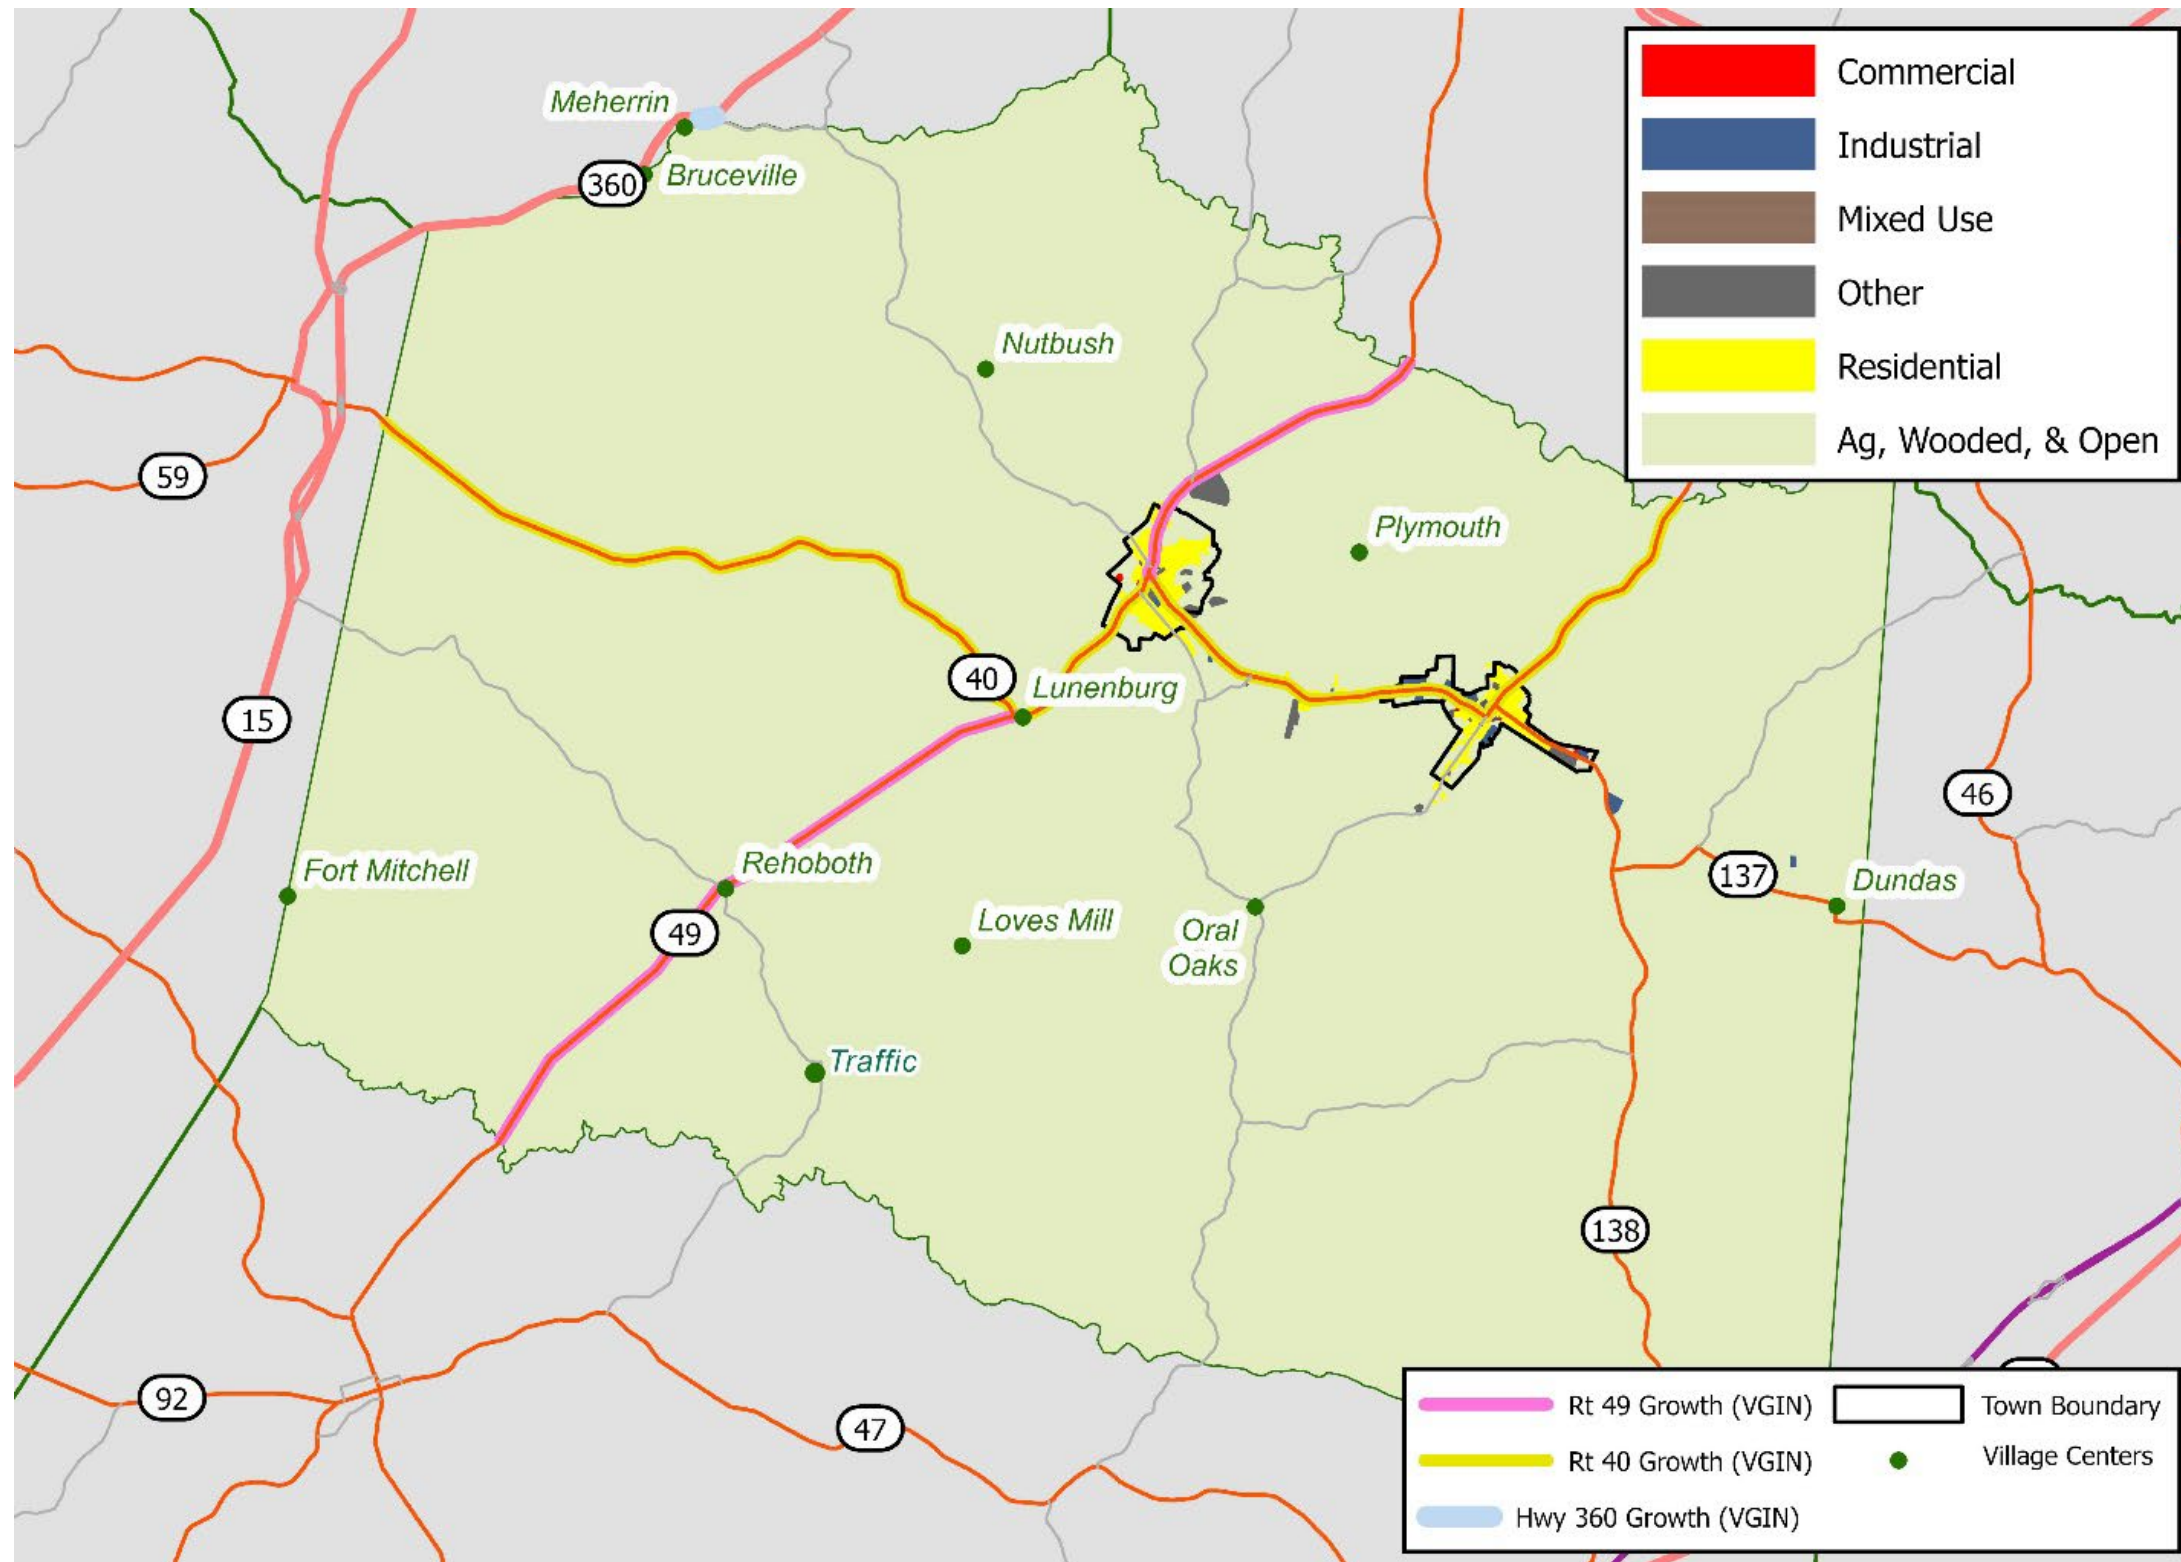 Commercial
Industrial
Mixed Use
Other
Residential
Ag, Wooded, & Open
Meherrin
360
Bruceville
Nutbush
59
Plymouth
40
Lunenburg
15
46
Fort Mitchell
Rehoboth
137
Dundas
49
Loves Mill
Oral
Oaks
Traffic
138
92
47
Rt 49 Growth (VGIN)
Town Boundary
Rt 40 Growth (VGIN)
Village Centers
Hwy 360 Growth (VGIN)